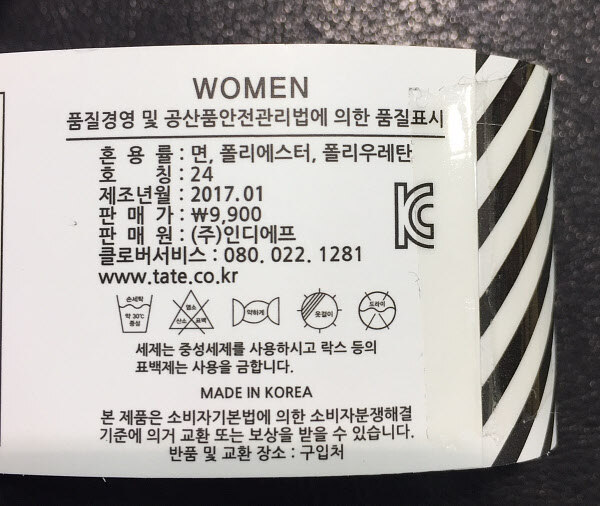 WOMEN
품질경영 및 공산품안전관리법에 의한 품질표시
혼 용 률 : 면, 폴리에스터, 폴리우레탄
호 칭 : 24
제조년월 : 2017.01
판 매 가 : ₩9,900
판 매 원 : (주)인디에프
클로버서비스 : 080. 022. 1281
www.tate.co.kr
손세탁 약 30℃ 중성
염소 산소 표백
약하게
옷걸이
드라이
세제는 중성세제를 사용하시고 락스 등의
표백제는 사용을 금합니다.
MADE IN KOREA
본 제품은 소비자기본법에 의한 소비자분쟁해결
기준에 의거 교환 또는 보상을 받을 수 있습니다.
반품 및 교환 장소 : 구입처